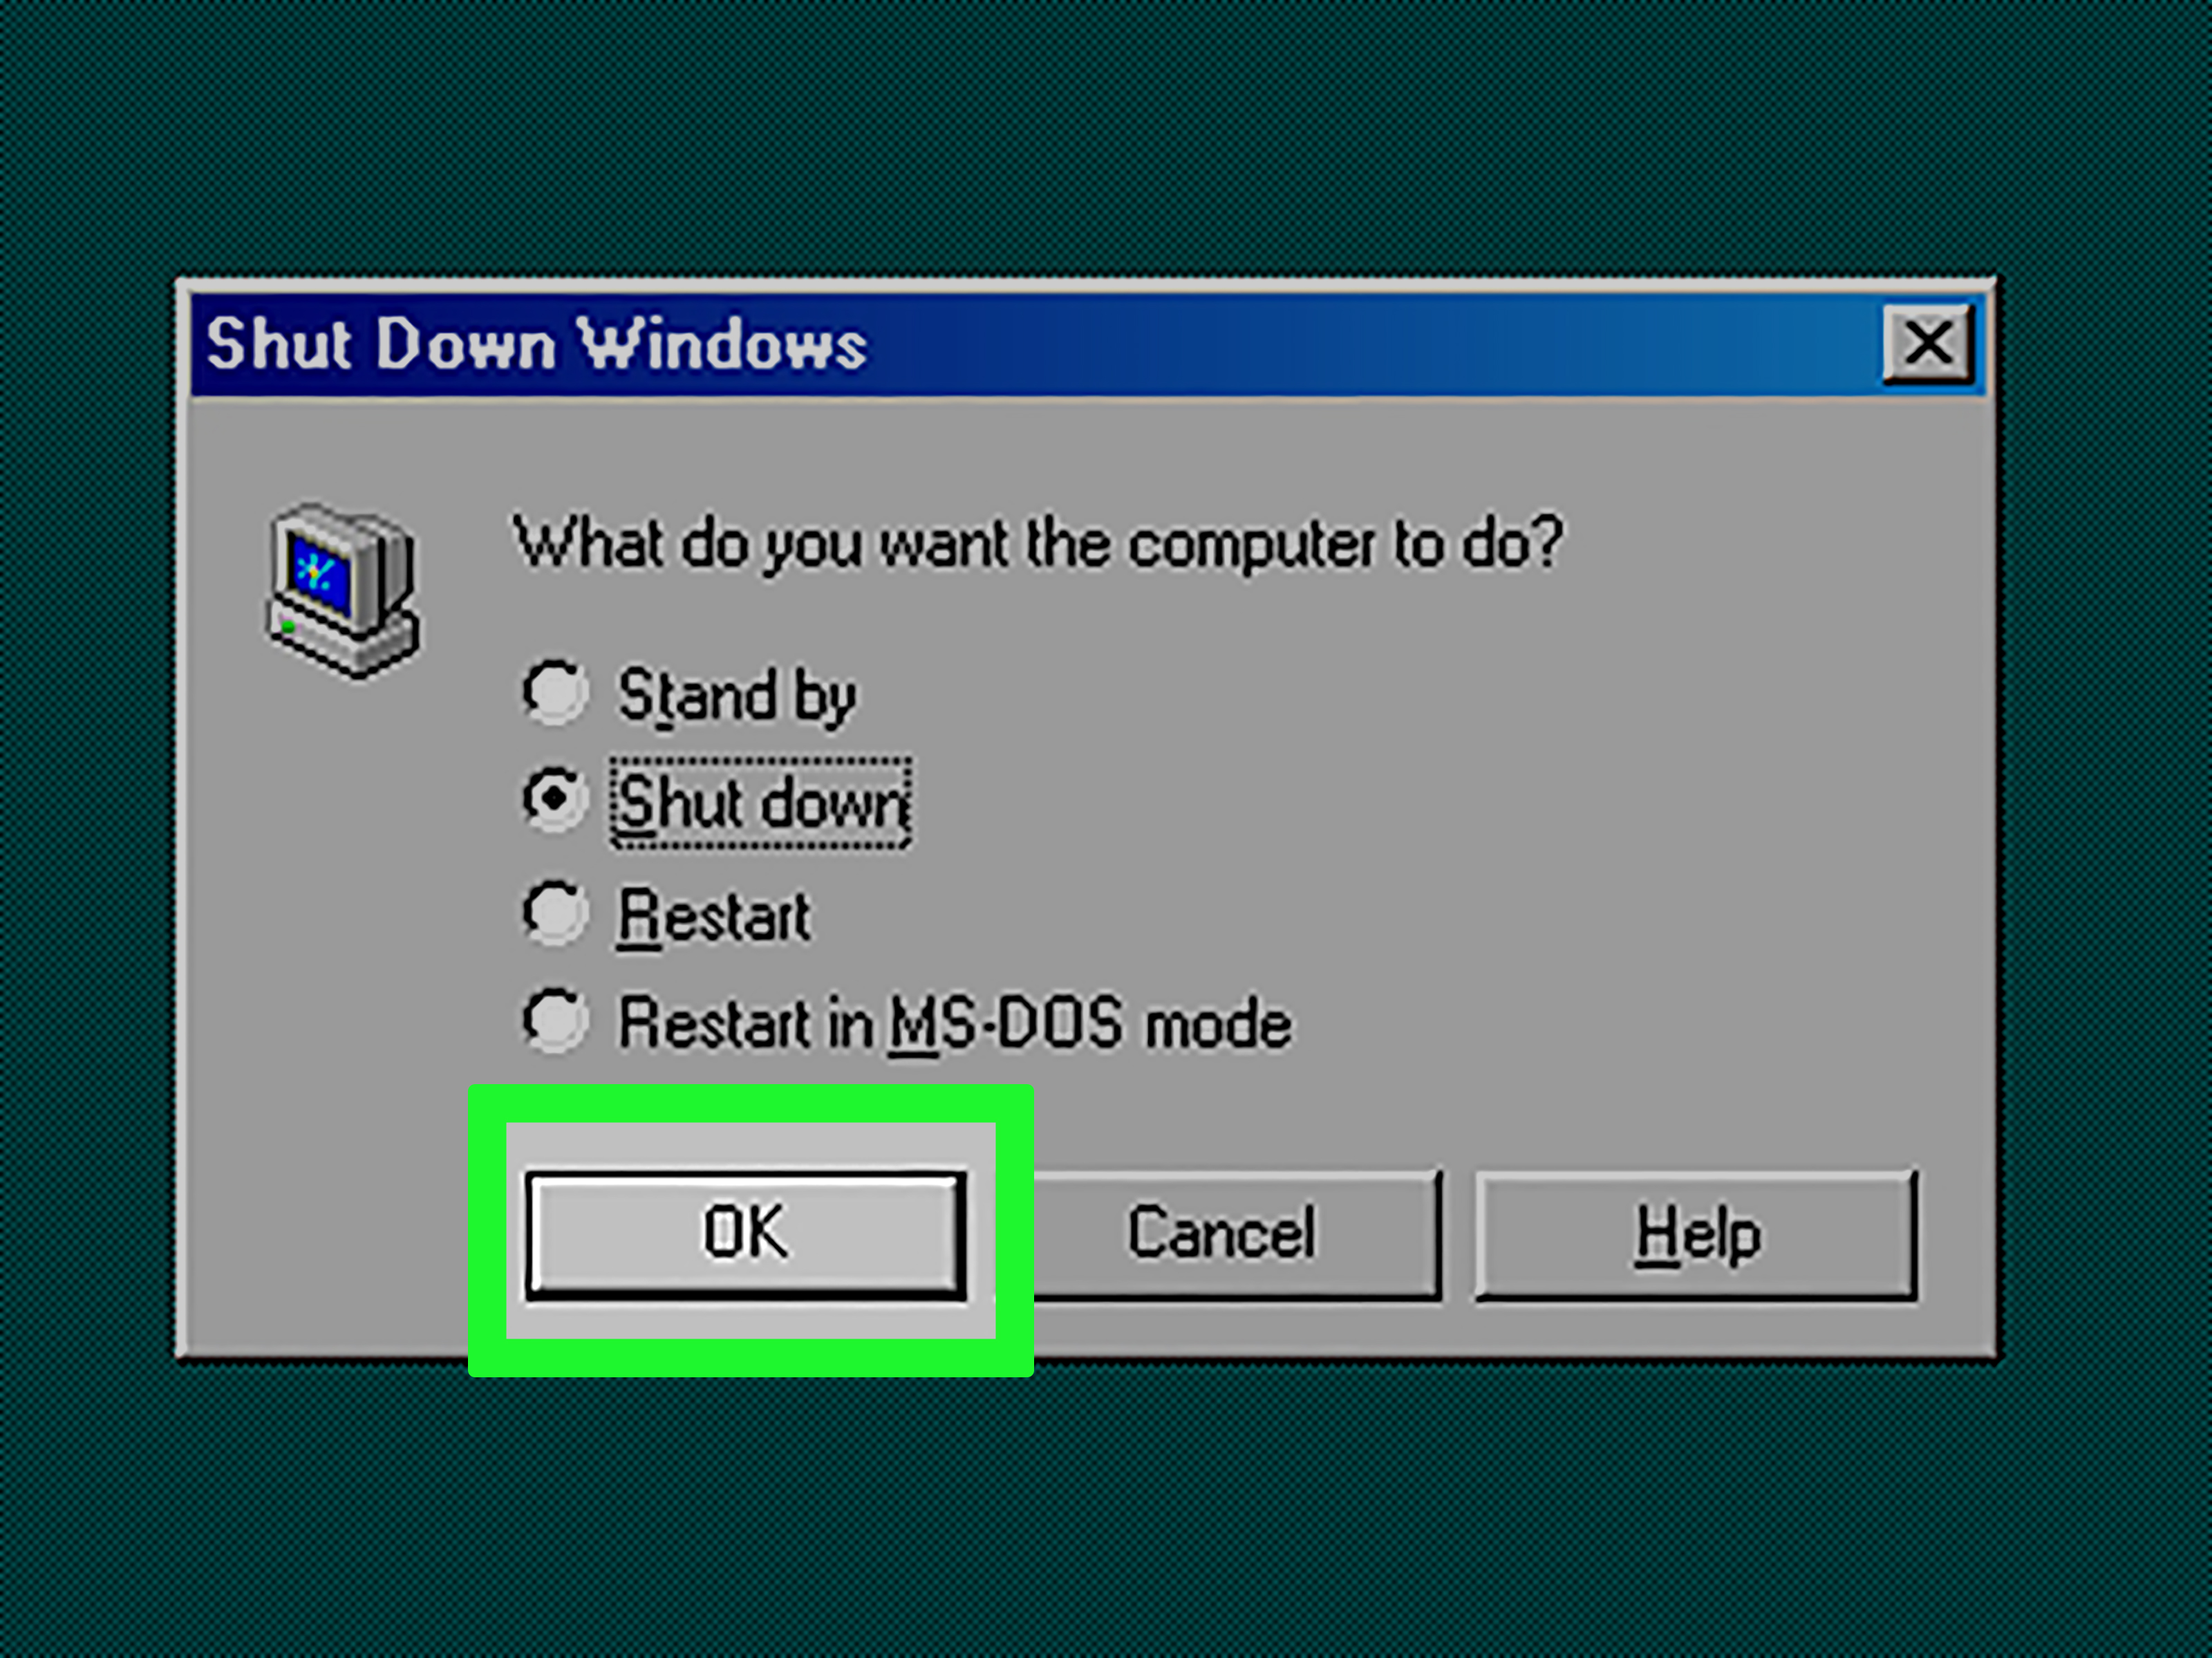 Shut Down Windows
What do you want the computer to do?
Stand by
Shut down
Restart
Restart in MS-DOS mode
OK Cancel Help